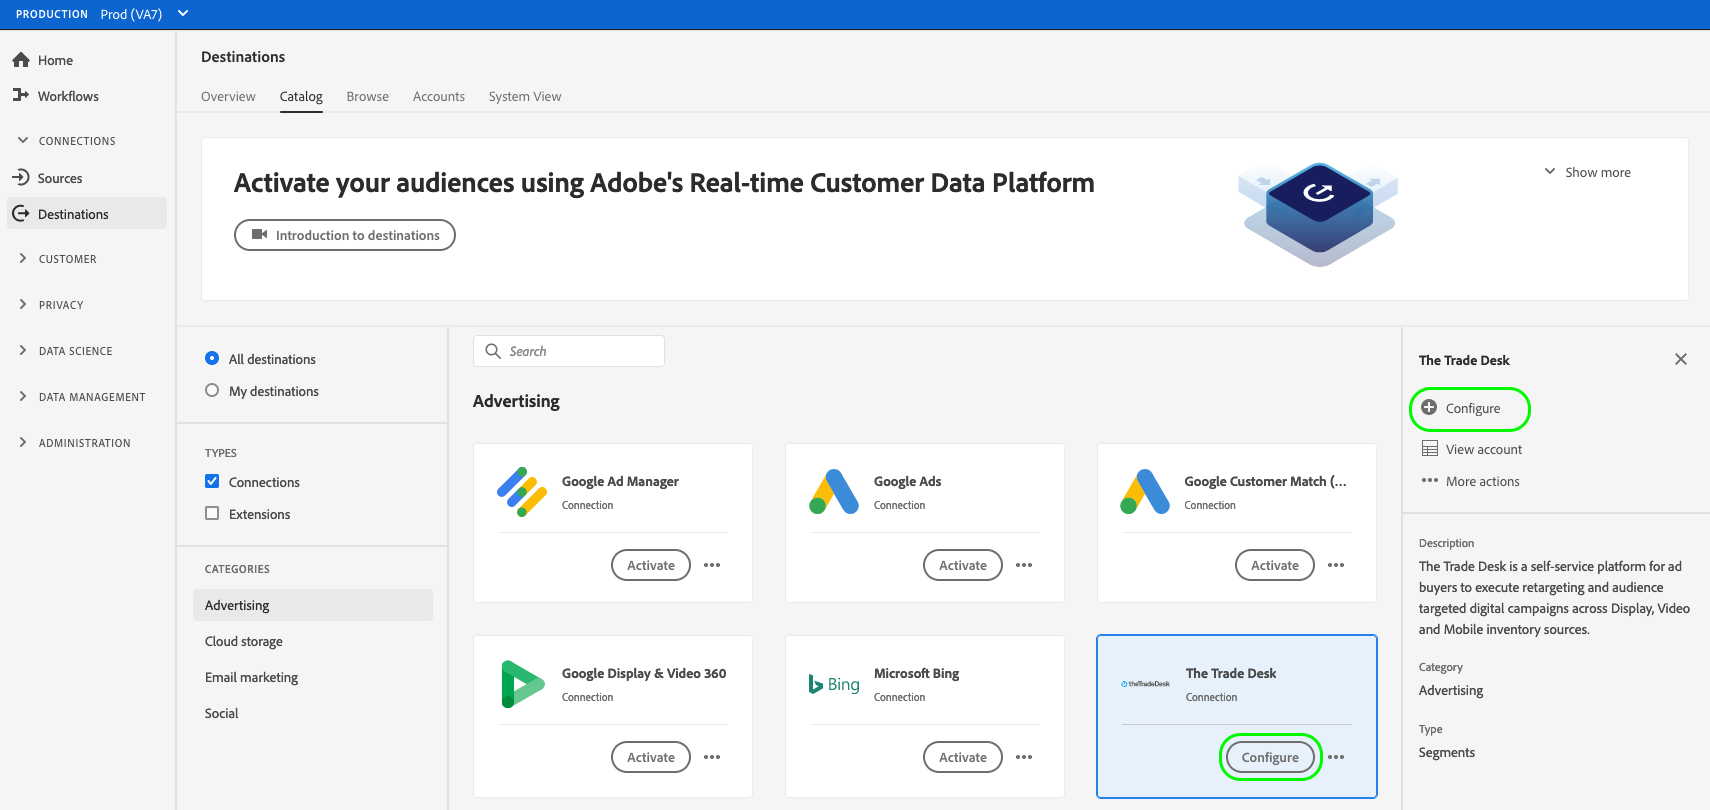 PRODUCTION Prod (VA7)
Home
Workflows
CONNECTIONS
Sources
Destinations
CUSTOMER
PRIVACY
DATA SCIENCE
DATA MANAGEMENT
ADMINISTRATION
Destinations
Overview Catalog Browse Accounts System View
Activate your audiences using Adobe's Real-time Customer Data Platform
Introduction to destinations
Show more
All destinations
My destinations
TYPES
Connections
Extensions
CATEGORIES
Advertising
Cloud storage
Email marketing
Social
Search
Advertising
Google Ad Manager
Connection
Activate
Google Ads
Connection
Activate
Google Customer Match (...
Connection
Activate
Google Display & Video 360
Connection
Activate
Bing
Microsoft Bing
Connection
Activate
theTradeDesk
The Trade Desk
Connection
Configure
The Trade Desk
Configure
View account
More actions
Description
The Trade Desk is a self-service platform for ad
buyers to execute retargeting and audience
targeted digital campaigns across Display, Video
and Mobile inventory sources.
Category
Advertising
Type
Segments